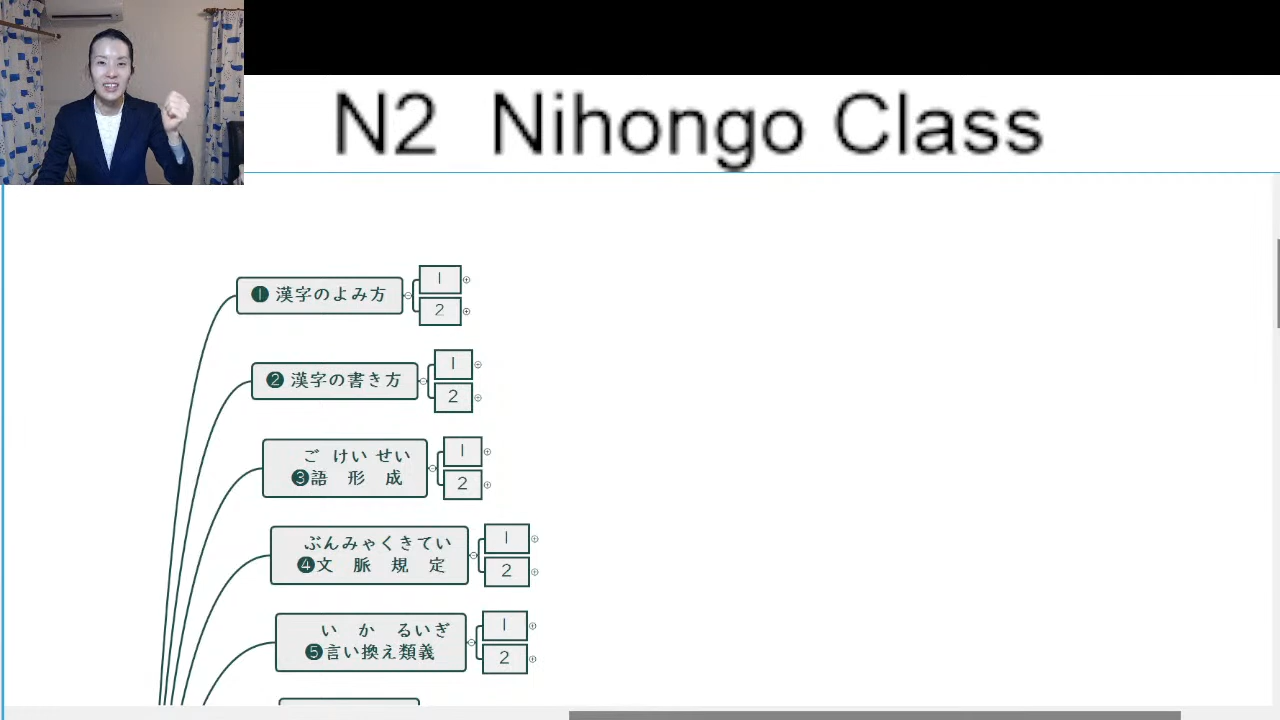 N2 Nihongo Class
❶ 漢字のよみ方
1
2
❷ 漢字の書き方
1
2
ご けい せい
❸語 形 成
1
2
ぶんみゃくきてい
❹文 脈 規 定
1
2
い か るいぎ
❺言い換え類義
1
2